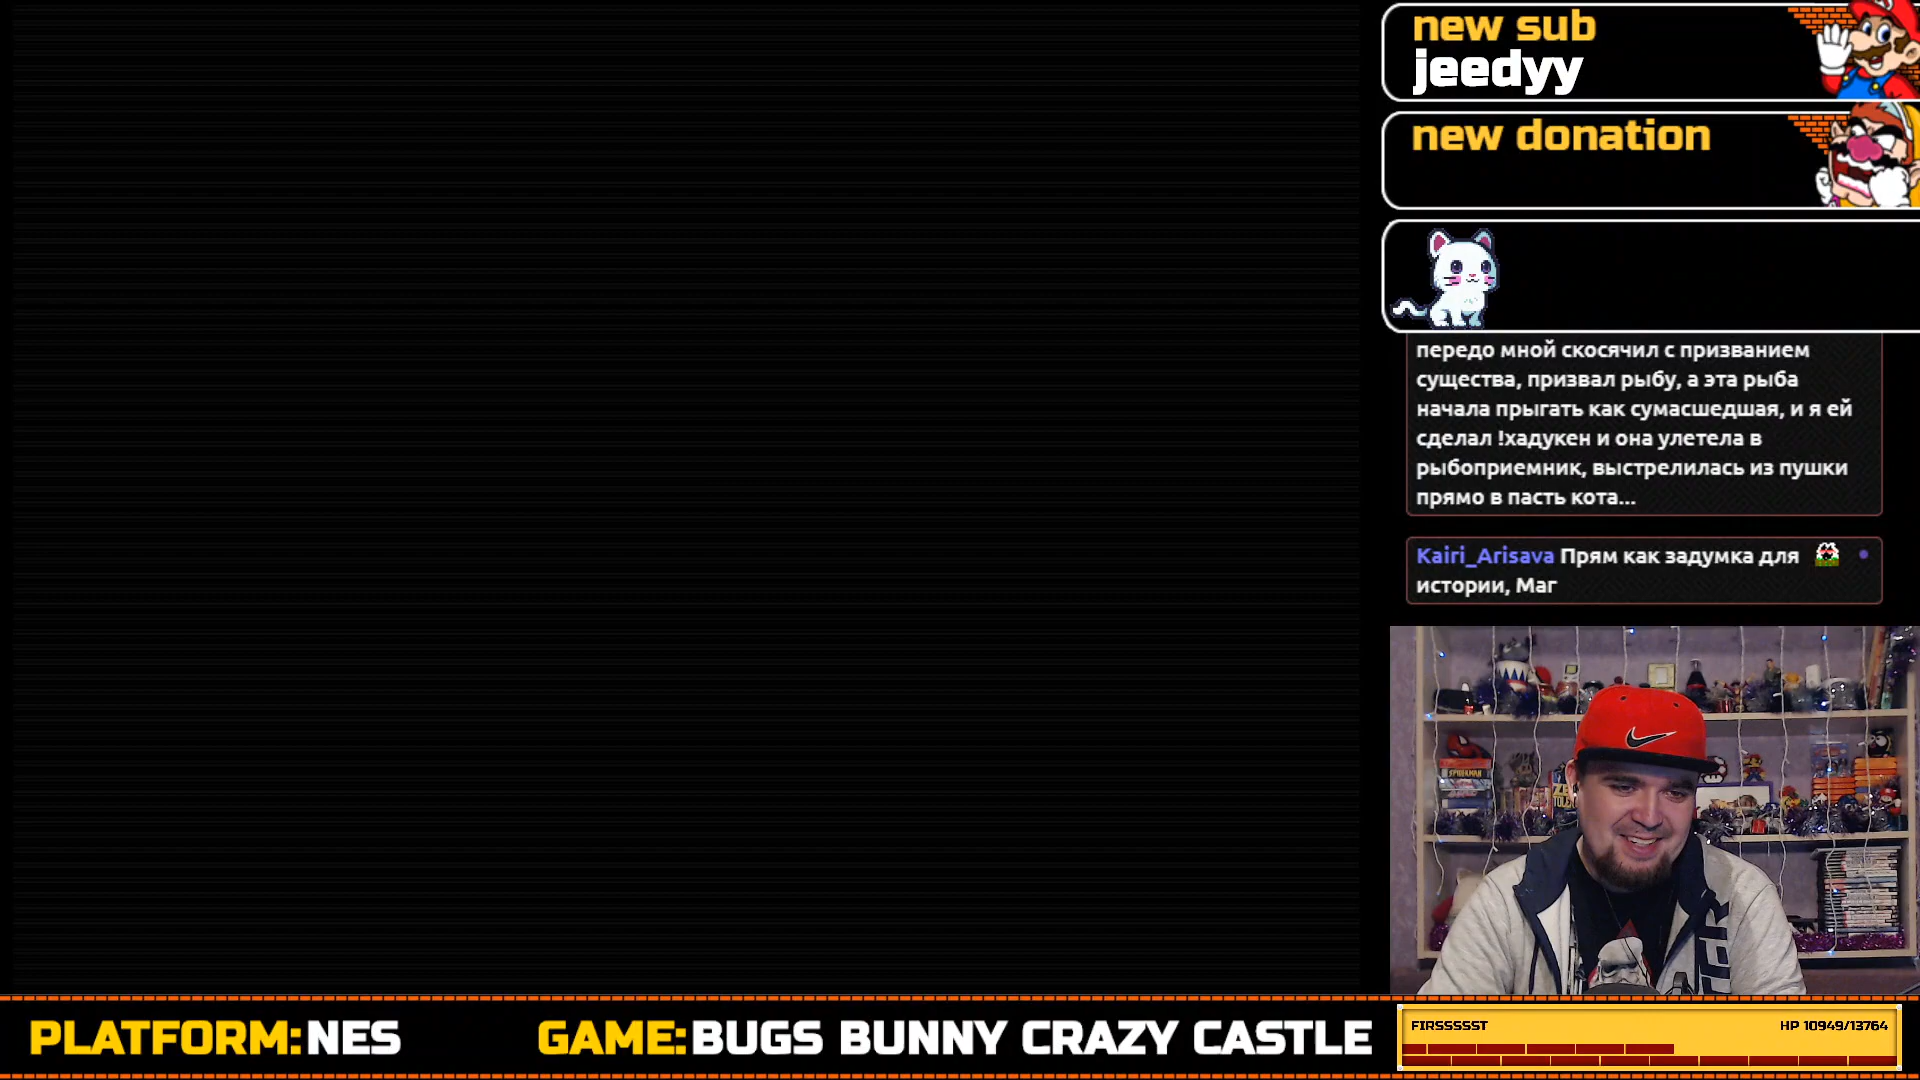 new sub
jeedyy
new donation
передо мной скосячил с призванием
существа, призвал рыбу, а эта рыба
начала прыгать как сумасшедшая, и я ей
сделал !хадукен и она улетела в
рыбоприемник, выстрелилась из пушки
прямо в пасть кота...
Kairi_Arisava Прям как задумка для
истории, Маг
SPIDERMAN
PLATFORM: NES
GAME: BUGS BUNNY CRAZY CASTLE
FIRSSSSST
HP 10949/13764